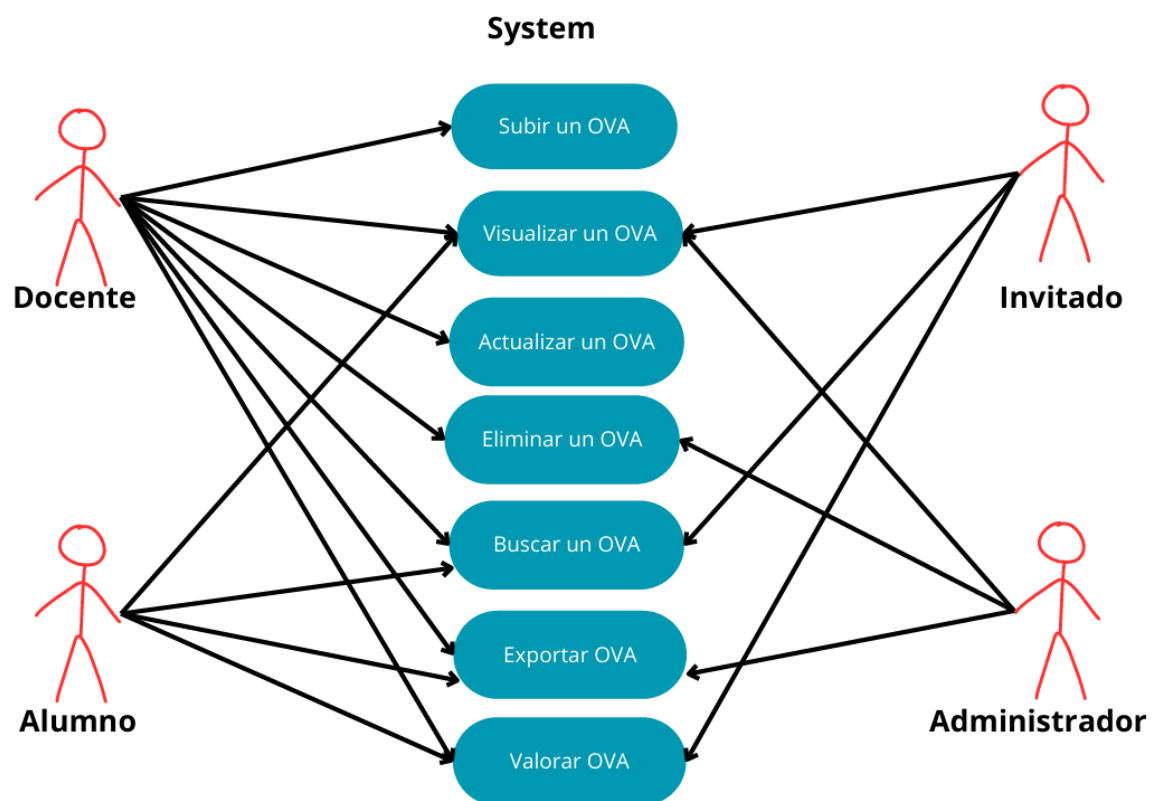 System
Subir un OVA
Visualizar un OVA
Docente
Invitado
Actualizar un OVA
Eliminar un OVA
Buscar un OVA
Exportar OVA
Alumno
Administrador
Valorar OVA